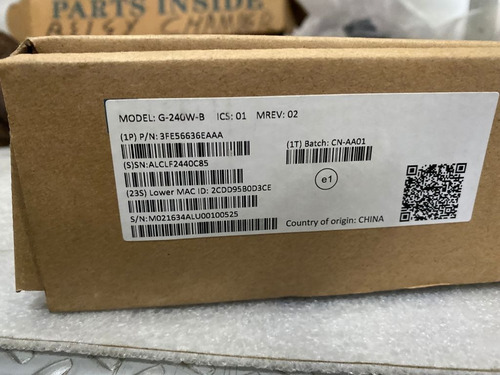 PARTS INSIDE
MODEL: G-240W-B ICS: 01 MREV: 02
(1P) P/N: 3FE56636EAAA
(1T) Batch: CN-AA01
(S)SN:ALCLF2440C85
e1
(23S) Lower MAC ID: 2CDD95B0D3CE
S/N:M021634ALU00100525
Country of origin: CHINA